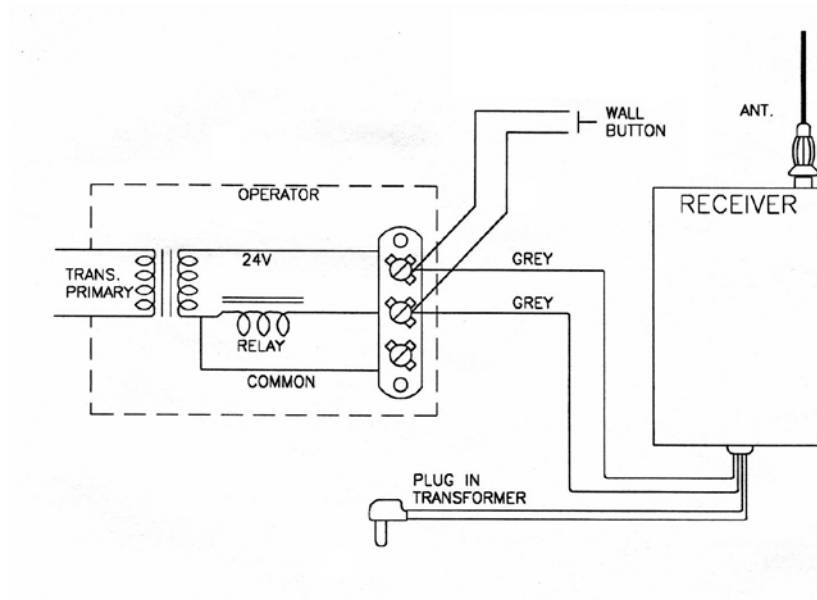 WALL
BUTTON
ANT.
OPERATOR
RECEIVER
24V
GREY
TRANS.
PRIMARY
GREY
RELAY
COMMON
PLUG IN
TRANSFORMER